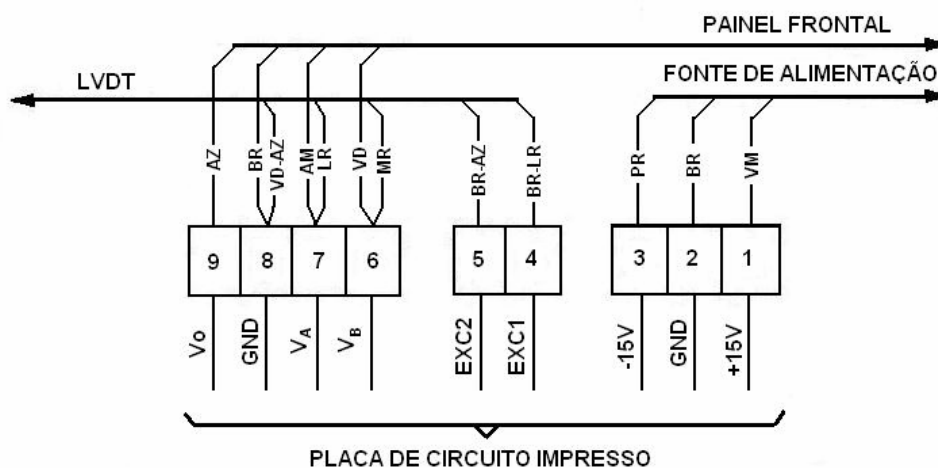 PAINEL FRONTAL
FONTE DE ALIMENTAÇÃO
LVDT
AZ BR VD-AZ AM LR VD MR BR-AZ BR-LR PR BR VM
9 8 7 6 5 4 3 2 1
Vo GND VA VB EXC2 EXC1 -15V GND +15V
PLACA DE CIRCUITO IMPRESSO